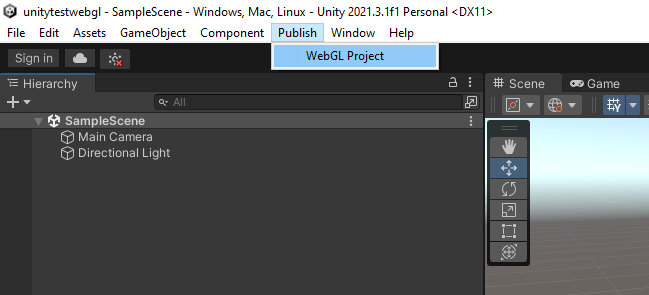 unitytestwebgl - SampleScene - Windows, Mac, Linux - Unity 2021.3.1f1 Personal <DX11>
File Edit Assets GameObject Component Publish Window Help
WebGL Project
Sign in
Hierarchy
All
Scene Game
SampleScene
Main Camera
Directional Light
Y